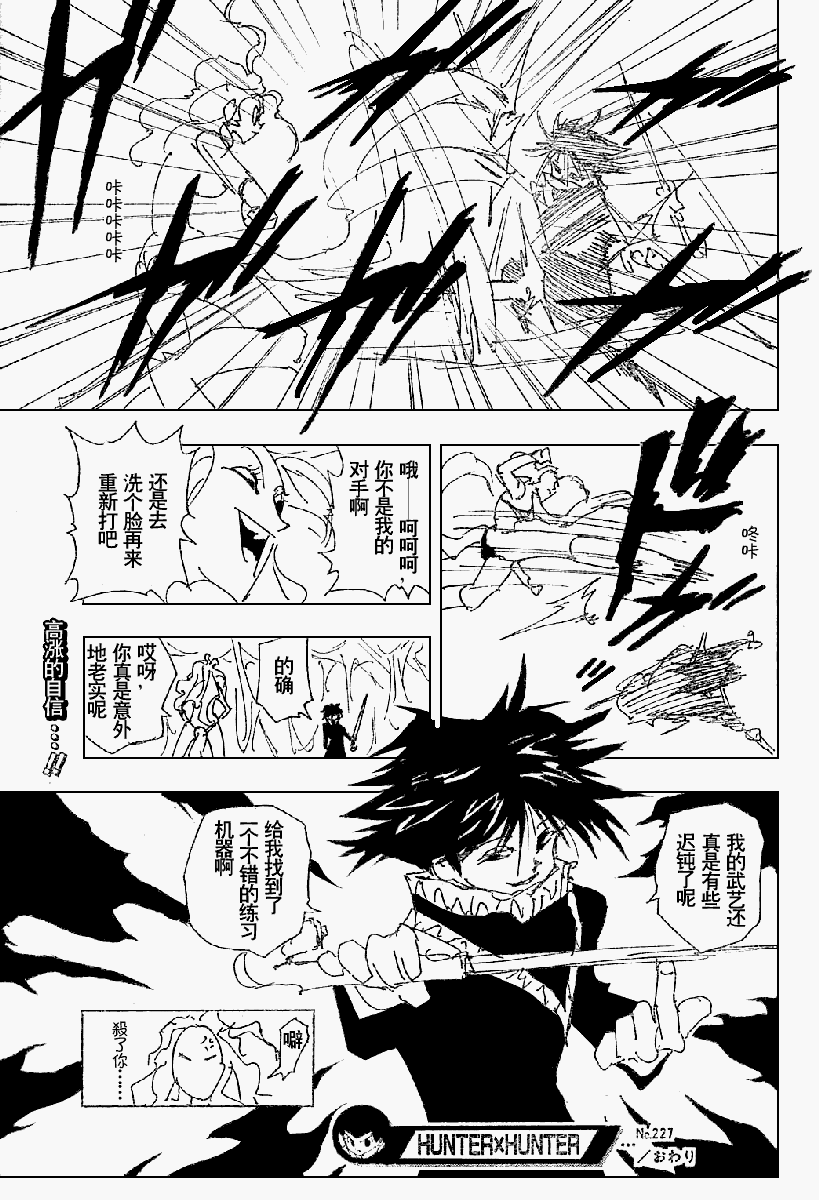 咔咔咔咔咔
咚咔
哦——呵呵呵,
你不是我的
对手啊
还是去
洗个脸再来
重新打吧
的确
哎呀,
你真是意外
地老实呢
高涨的自信…!!
我的武艺还
真是有些
迟钝了呢
给我找到了
一个不错的练习
机器啊
噼
殺了你……
HUNTER×HUNTER
No.227
…／おわり